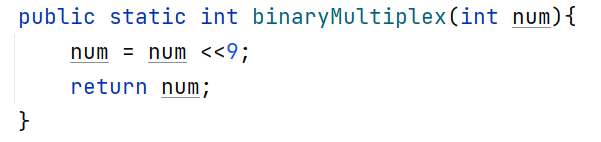 public static int binaryMultiplex(int num){
    num = num <<9;
    return num;
}